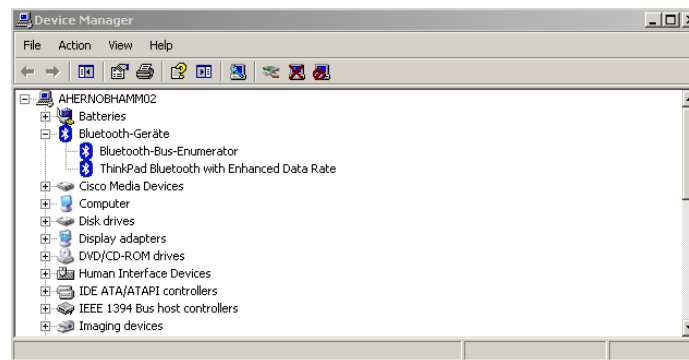 Device Manager
File Action View Help
AHERNOBHAMM02
Batteries
Bluetooth-Geräte
Bluetooth-Bus-Enumerator
ThinkPad Bluetooth with Enhanced Data Rate
Cisco Media Devices
Computer
Disk drives
Display adapters
DVD/CD-ROM drives
Human Interface Devices
IDE ATA/ATAPI controllers
IEEE 1394 Bus host controllers
Imaging devices